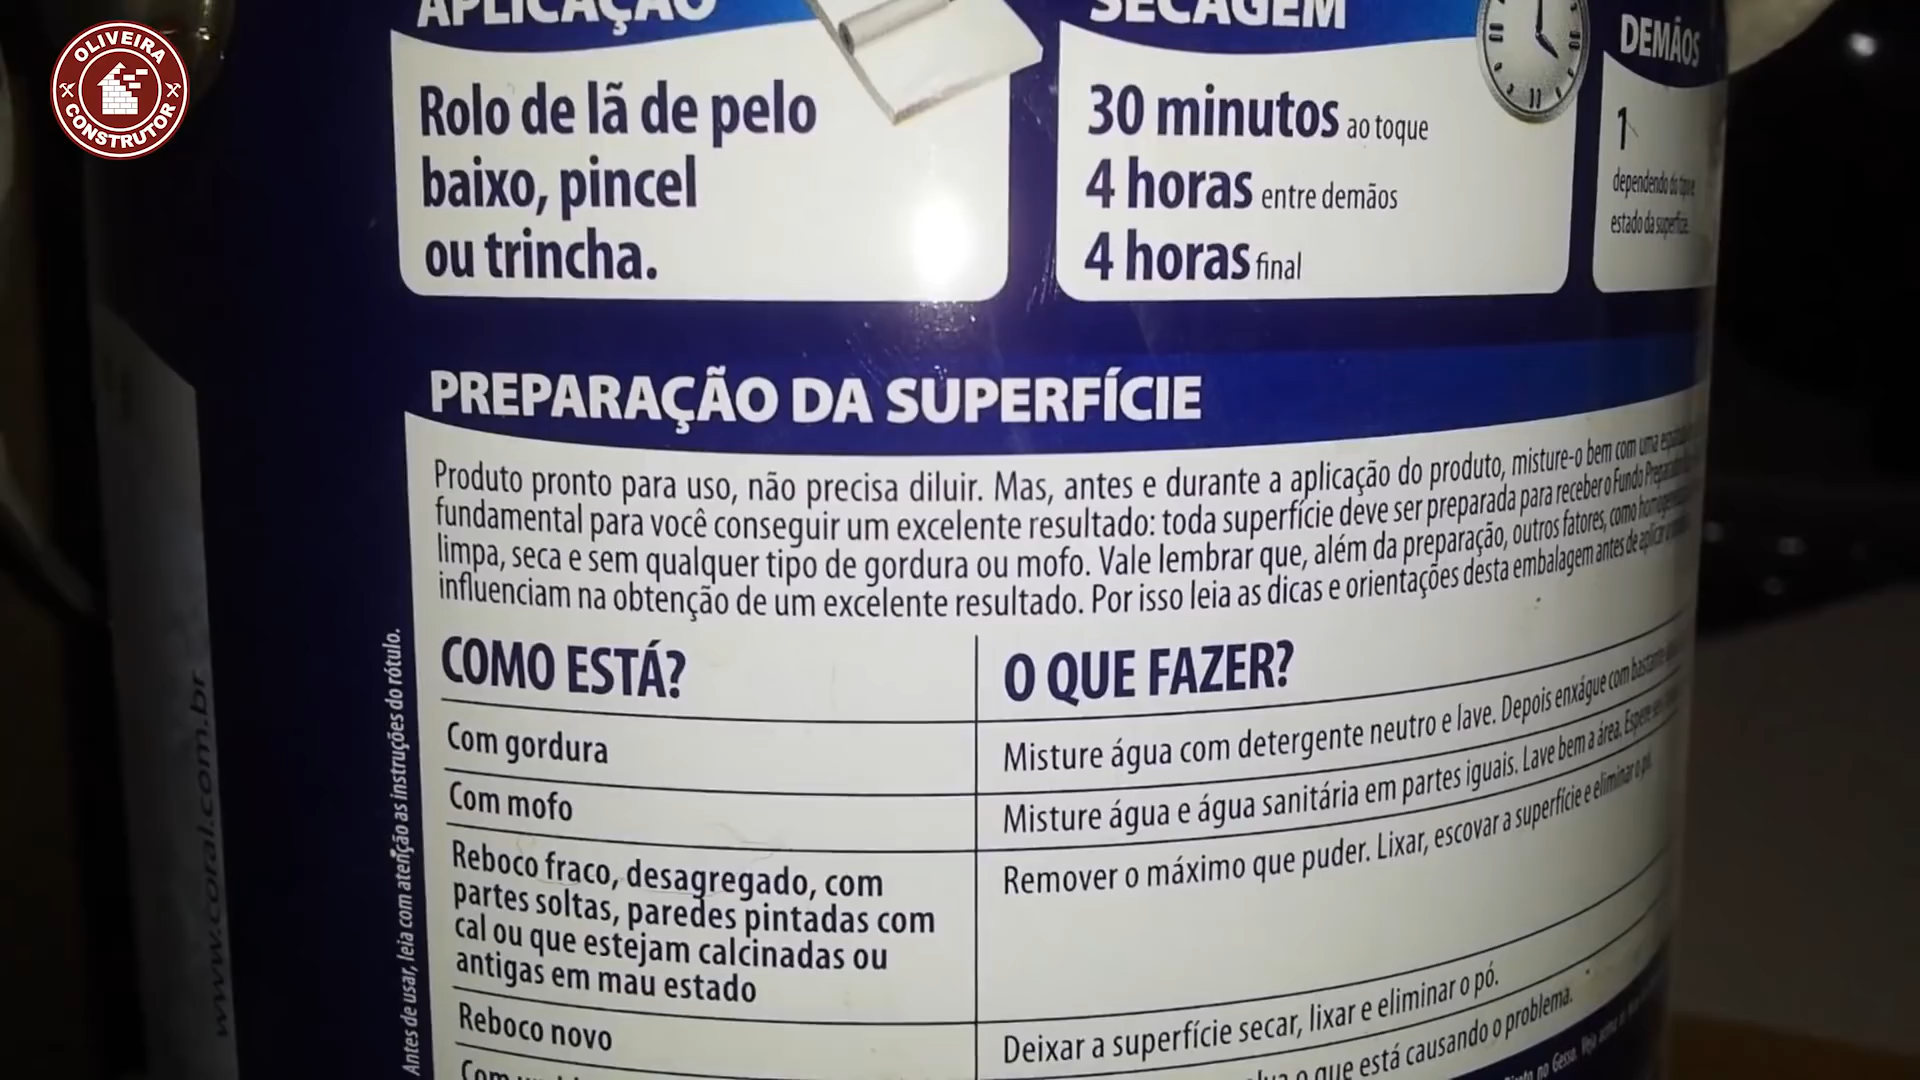 OLIVEIRA
CONSTRUTOR
APLICAÇÃO
Rolo de lã de pelo
baixo, pincel
ou trincha.
SECAGEM
30 minutos ao toque
4 horas entre demãos
4 horas final
DEMÃOS
1
dependendo do tipo e
estado da superfície.
PREPARAÇÃO DA SUPERFÍCIE
Produto pronto para uso, não precisa diluir. Mas, antes e durante a aplicação do produto, misture-o bem com uma
fundamental para você conseguir um excelente resultado: toda superfície deve ser preparada para receber o Fundo
limpa, seca e sem qualquer tipo de gordura ou mofo. Vale lembrar que, além da preparação, outros fatores, como
influenciam na obtenção de um excelente resultado. Por isso leia as dicas e orientações desta embalagem antes de aplicar o
COMO ESTÁ?
O QUE FAZER?
Com gordura
Misture água com detergente neutro e lave. Depois enxágue com bastante
Com mofo
Misture água e água sanitária em partes iguais. Lave bem a área. Espere
Reboco fraco, desagregado, com
partes soltas, paredes pintadas com
cal ou que estejam calcinadas ou
antigas em mau estado
Remover o máximo que puder. Lixar, escovar a superfície e eliminar o pó.
Reboco novo
Deixar a superfície secar, lixar e eliminar o pó.
o que está causando o problema.
Antes de usar, leia com atenção as instruções do rótulo.
www.coral.com.br